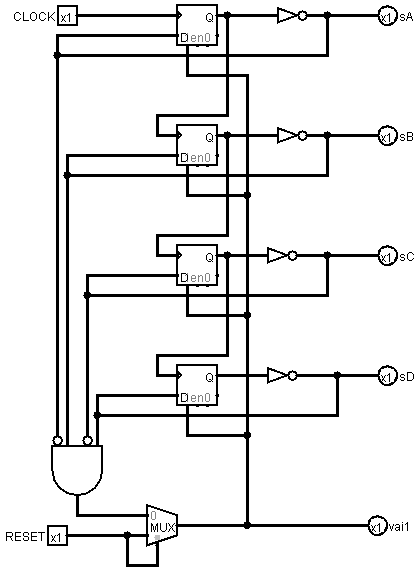 CLOCK x1 Q x1 sA
D en 0
Q x1 sB
D en 0
Q x1 sC
D en 0
Q x1 sD
D en 0
0
RESET x1 MUX x1 vai1